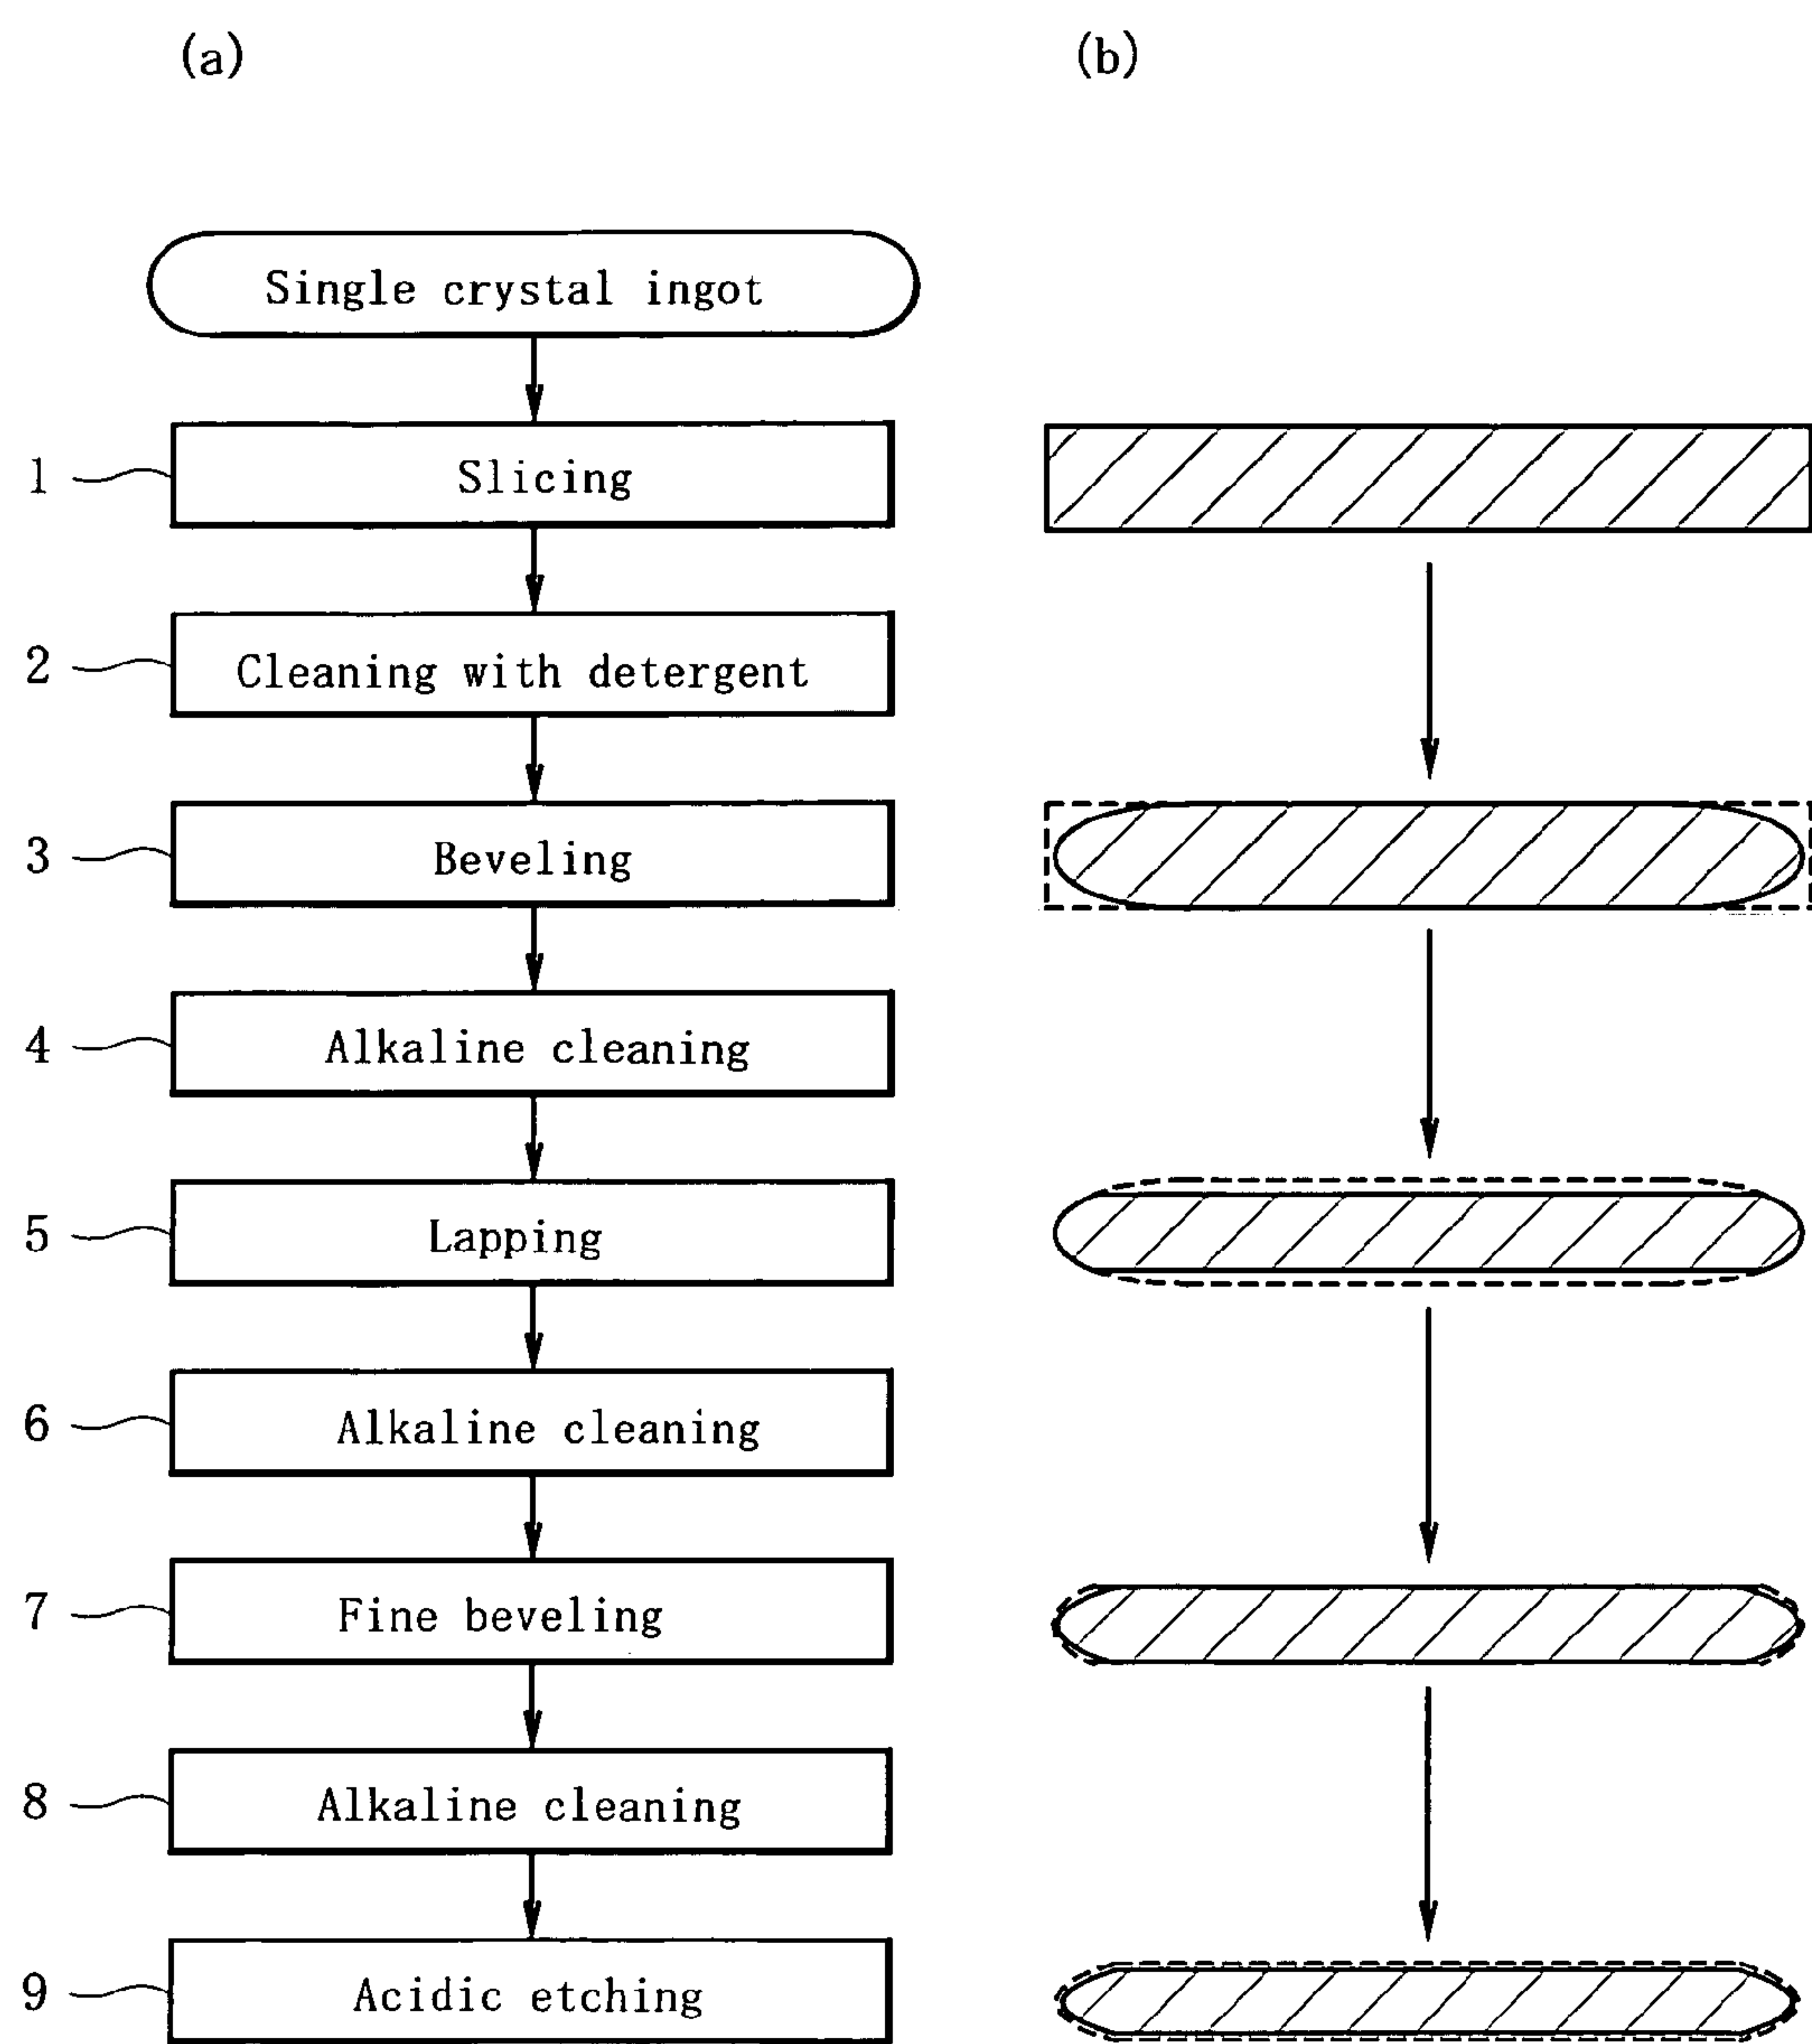 (a)
(b)
Single crystal ingot
1 Slicing
2 Cleaning with detergent
3 Beveling
4 Alkaline cleaning
5 Lapping
6 Alkaline cleaning
7 Fine beveling
8 Alkaline cleaning
9 Acidic etching